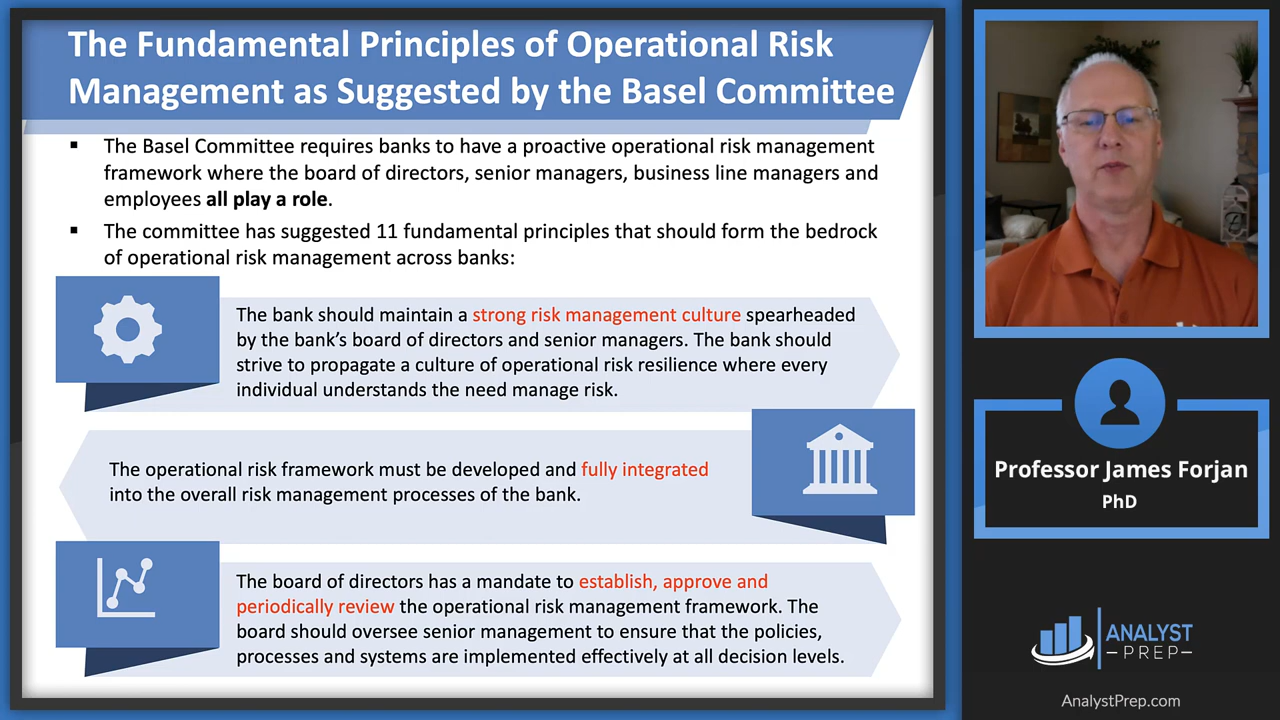 The Fundamental Principles of Operational Risk
Management as Suggested by the Basel Committee
▪ The Basel Committee requires banks to have a proactive operational risk management
framework where the board of directors, senior managers, business line managers and
employees all play a role.
▪ The committee has suggested 11 fundamental principles that should form the bedrock
of operational risk management across banks:
The bank should maintain a strong risk management culture spearheaded
by the bank's board of directors and senior managers. The bank should
strive to propagate a culture of operational risk resilience where every
individual understands the need manage risk.
The operational risk framework must be developed and fully integrated
into the overall risk management processes of the bank.
The board of directors has a mandate to establish, approve and
periodically review the operational risk management framework. The
board should oversee senior management to ensure that the policies,
processes and systems are implemented effectively at all decision levels.
Professor James Forjan
PhD
ANALYST
–PREP–
AnalystPrep.com